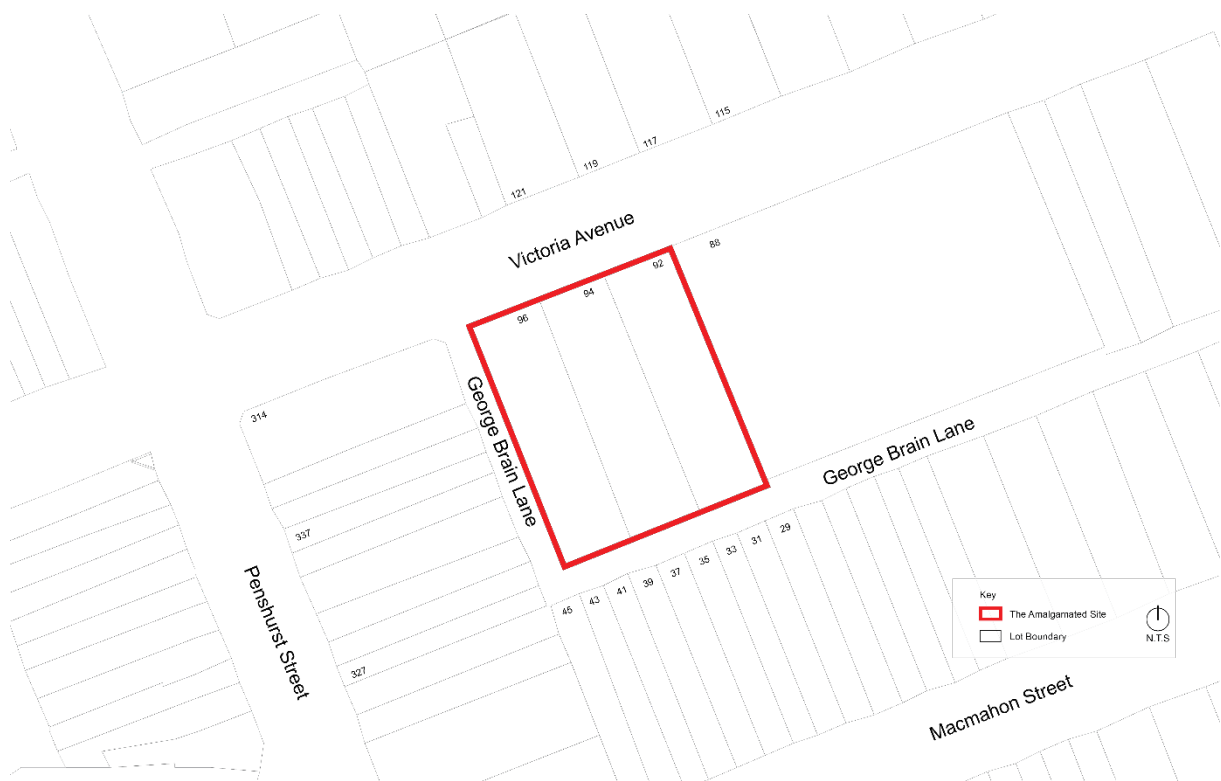 115
117
119
121
Victoria Avenue
88
92
94
96
314
George Brain Lane
337
George Brain Lane
29
31
33
35
37
39
41
43
45
Penshurst Street
327
Key
The Amalgamated Site
Lot Boundary
N.T.S
Macmahon Street